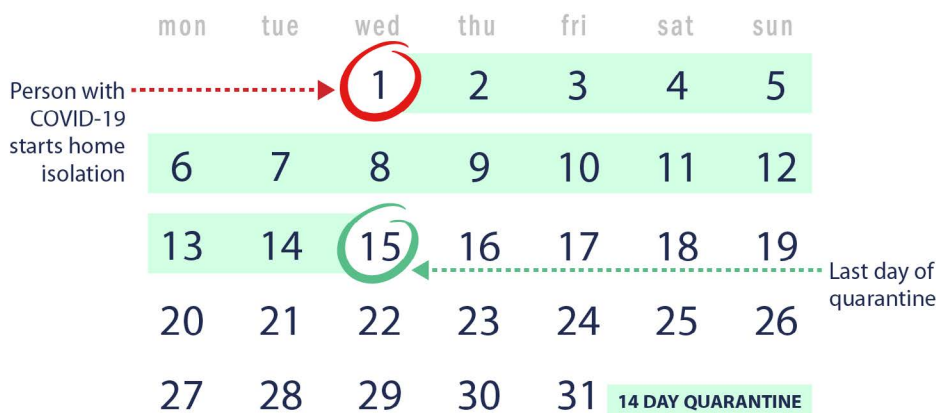 mon tue wed thu fri sat sun
Person with
COVID-19
starts home
isolation
1 2 3 4 5
6 7 8 9 10 11 12
13 14 15 16 17 18 19
Last day of
quarantine
20 21 22 23 24 25 26
27 28 29 30 31
14 DAY QUARANTINE